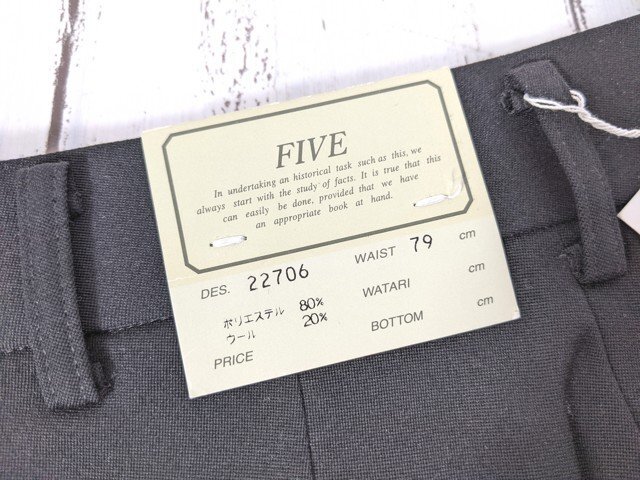 FIVE
In undertaking an historical task such as this, we
always start with the study of facts. It is true that this
can easily be done, provided that we have
an appropriate book at hand.
DES. 22706 WAIST 79 cm
ポリエステル 80% WATARI cm
ウール 20%
PRICE BOTTOM cm